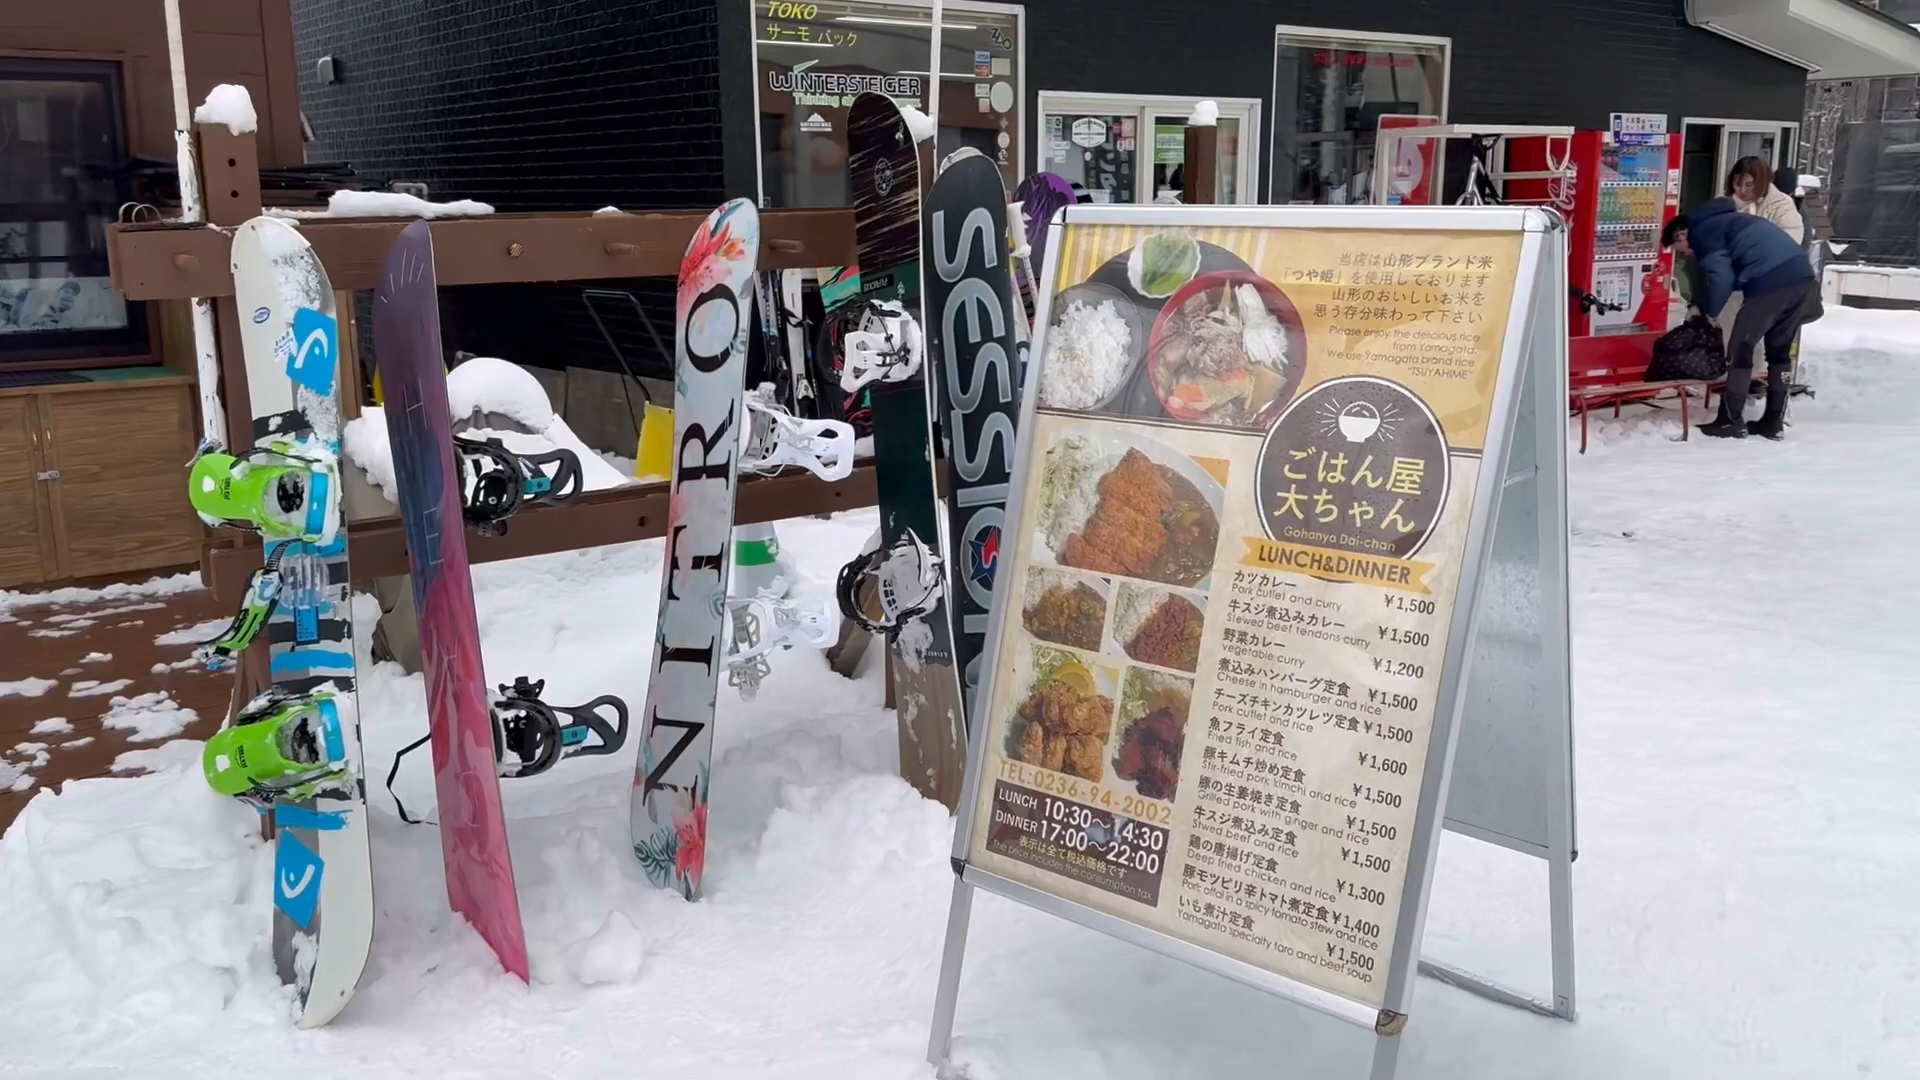 TOKO
サーモ パック
WINTERSTEIGER
NITRO
SESSION
当店は山形ブランド米
「つや姫」を使用しております
山形のおいしいお米を
思う存分味わって下さい
Please enjoy the delicious rice
from Yamagata.
We use Yamagata brand rice
"TSUYAHIME"
ごはん屋
大ちゃん
Gohanya Dai-chan
LUNCH&DINNER
カツカレー ¥1,500
Pork cutlet and curry
牛スジ煮込みカレー ¥1,500
Stewed beef tendons curry
野菜カレー ¥1,200
vegetable curry
煮込みハンバーグ定食 ¥1,500
Cheese in hamburger and rice
チーズチキンカツレツ定食 ¥1,500
Pork cutlet and rice
魚フライ定食 ¥1,600
Fried fish and rice
豚キムチ炒め定食 ¥1,500
Stir-fried pork kimchi and rice
豚の生姜焼き定食 ¥1,500
Grilled pork with ginger and rice
牛スジ煮込み定食 ¥1,500
Stwed beef and rice
鶏の唐揚げ定食 ¥1,300
Deep fried chicken and rice
豚モツピリ辛トマト煮定食 ¥1,400
Pork offal in a spicy tomato stew and rice
いも煮汁定食 ¥1,500
Yamagata specialty taro and beef soup
TEL:0236-94-2002
LUNCH 10:30〜14:30
DINNER 17:00〜22:00
表示は全て税込価格です
The price includes the consumption tax